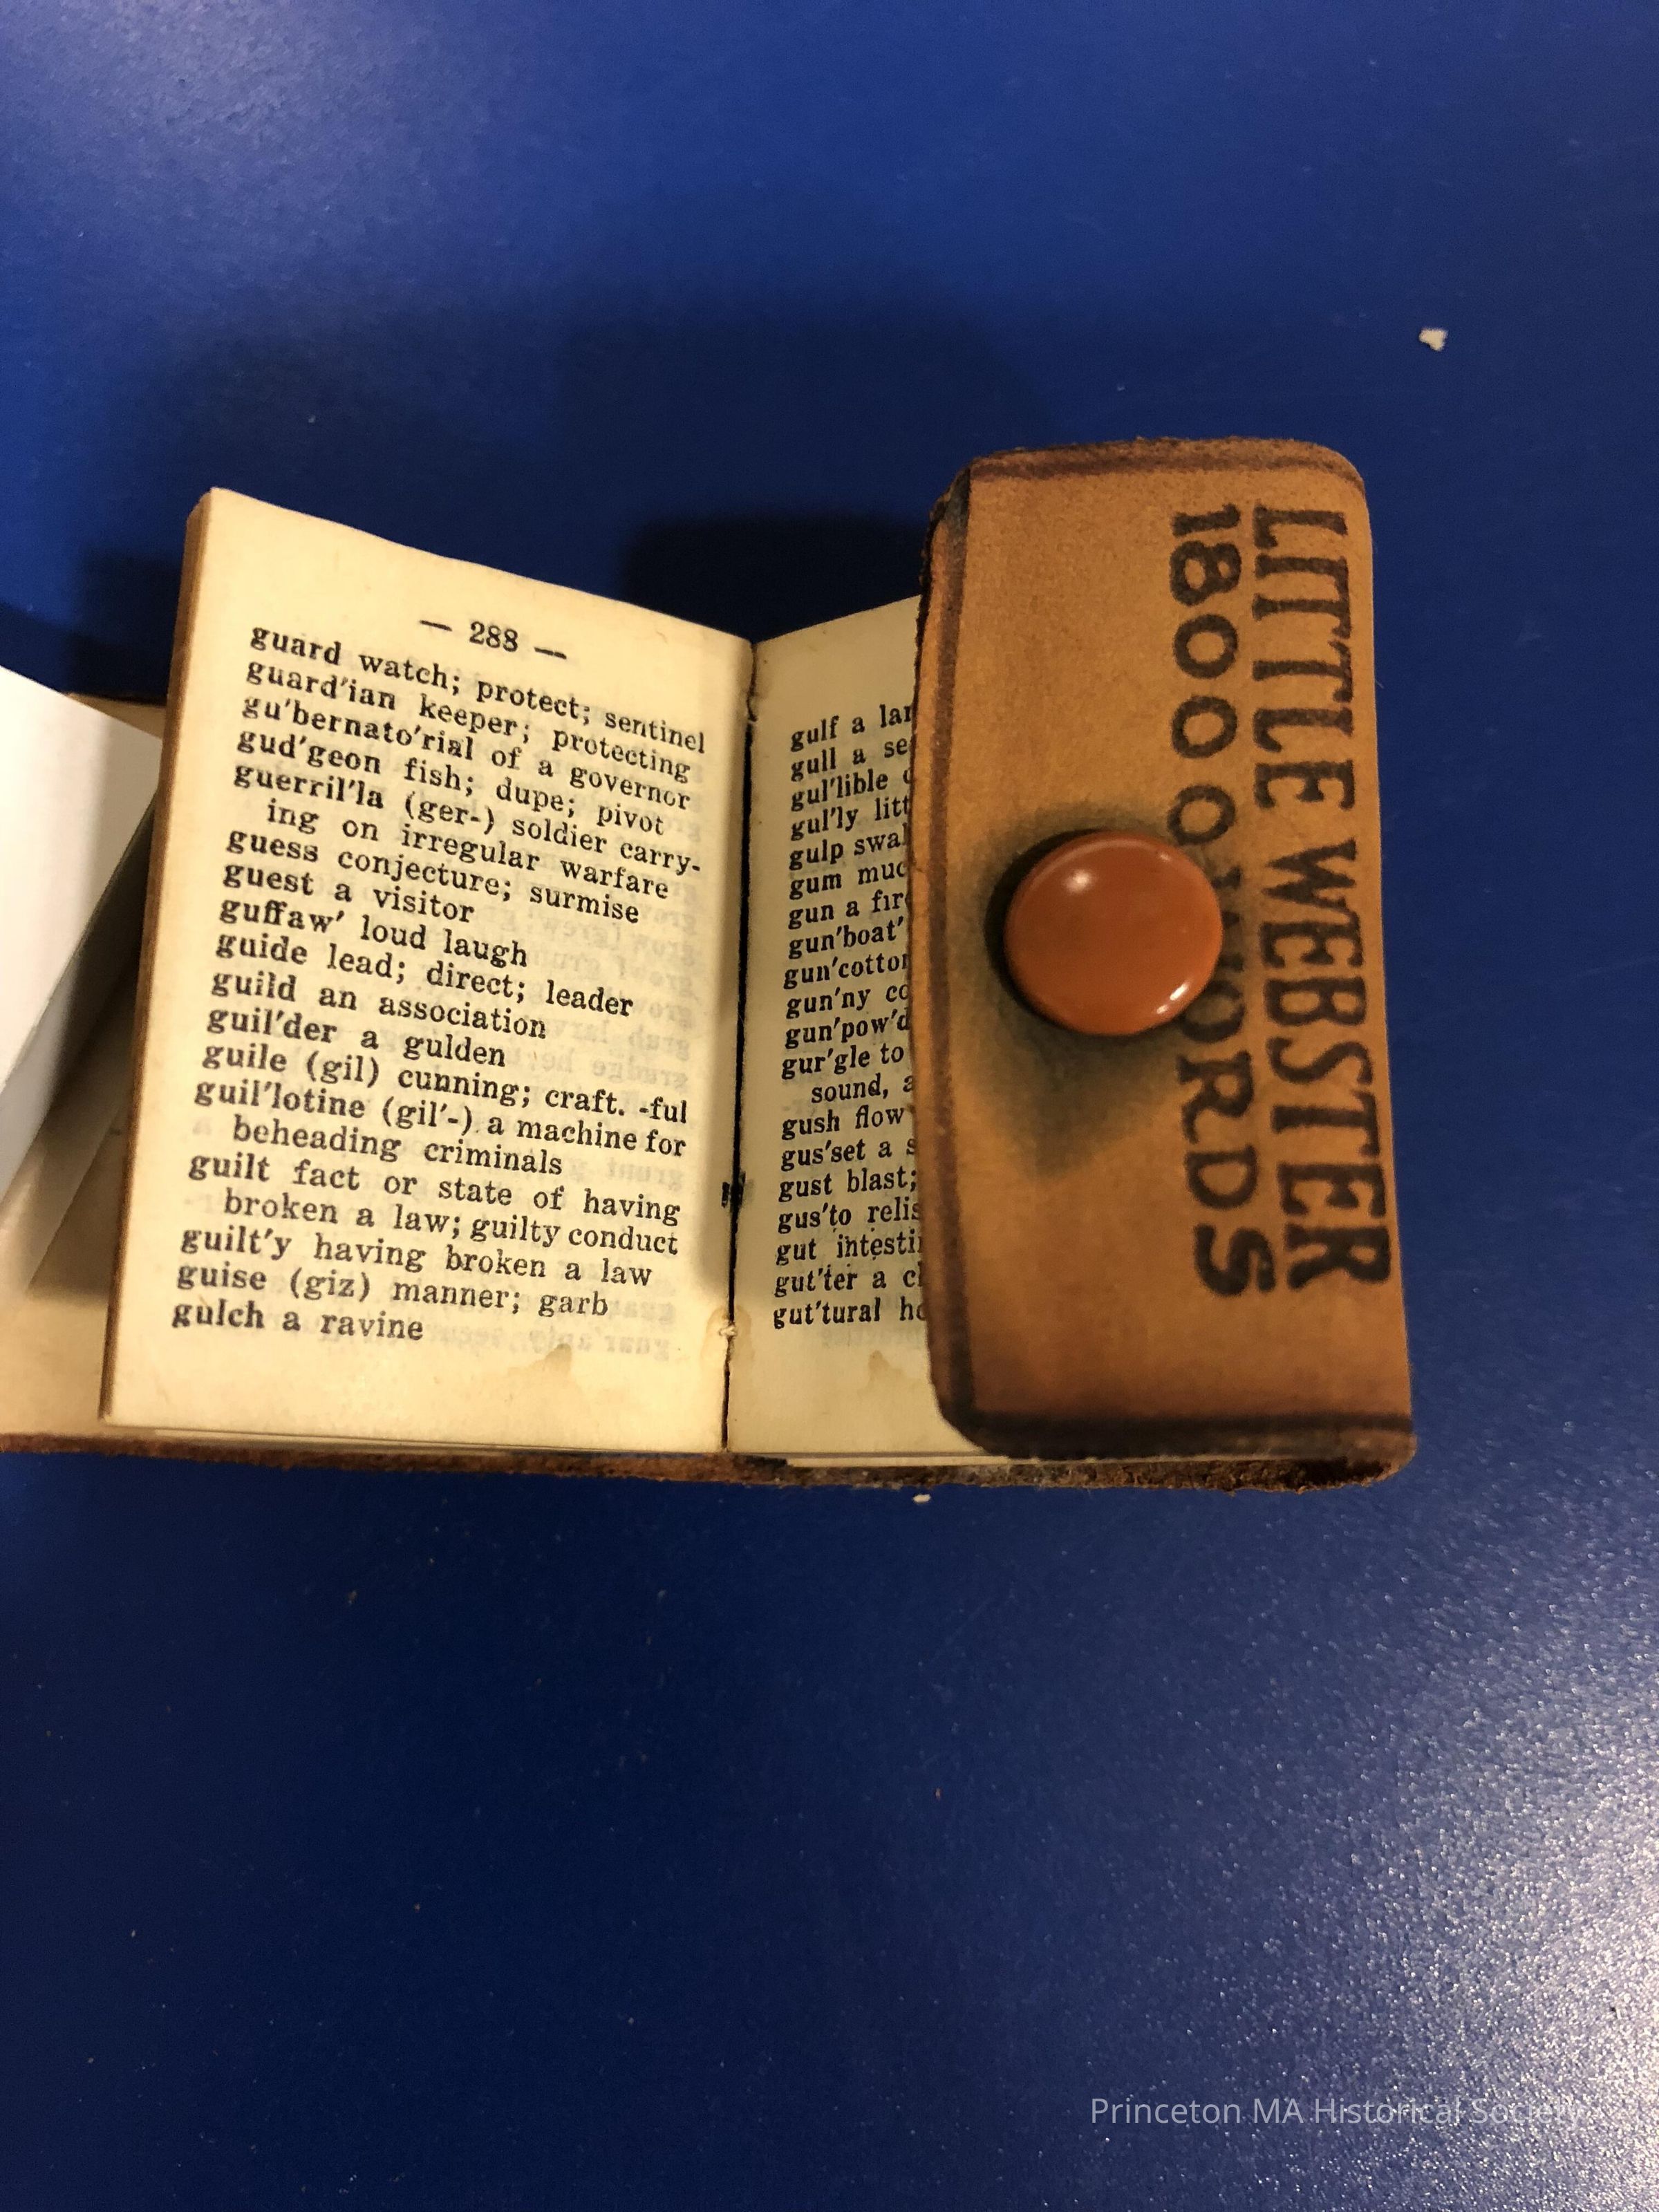 — 288 —
guard watch; protect; sentinel
guard'ian keeper; protecting
gu'bernato'rial of a governor
gud'geon fish; dupe; pivot
guerril'la (ger-) soldier carry-
ing on irregular warfare
guess conjecture; surmise
guest a visitor
guffaw' loud laugh
guide lead; direct; leader
guild an association
guil'der a gulden
guile (gil) cunning; craft. -ful
guil'lotine (gil'-) a machine for
beheading criminals
guilt fact or state of having
broken a law; guilty conduct
guilt'y having broken a law
guise (giz) manner; garb
gulch a ravine
gulf a
gull a
gul'lible
gul'ly
gulp
gum
gun a
gun'boat'
gun'cotton
gun'ny
gur'gle to
sound,
gush flow
gus'set a
gust blast;
gus'to
gut
gut'ter a
gut'tural
LITTLE WEBSTER
18000 WORDS
Princeton MA Historical Society